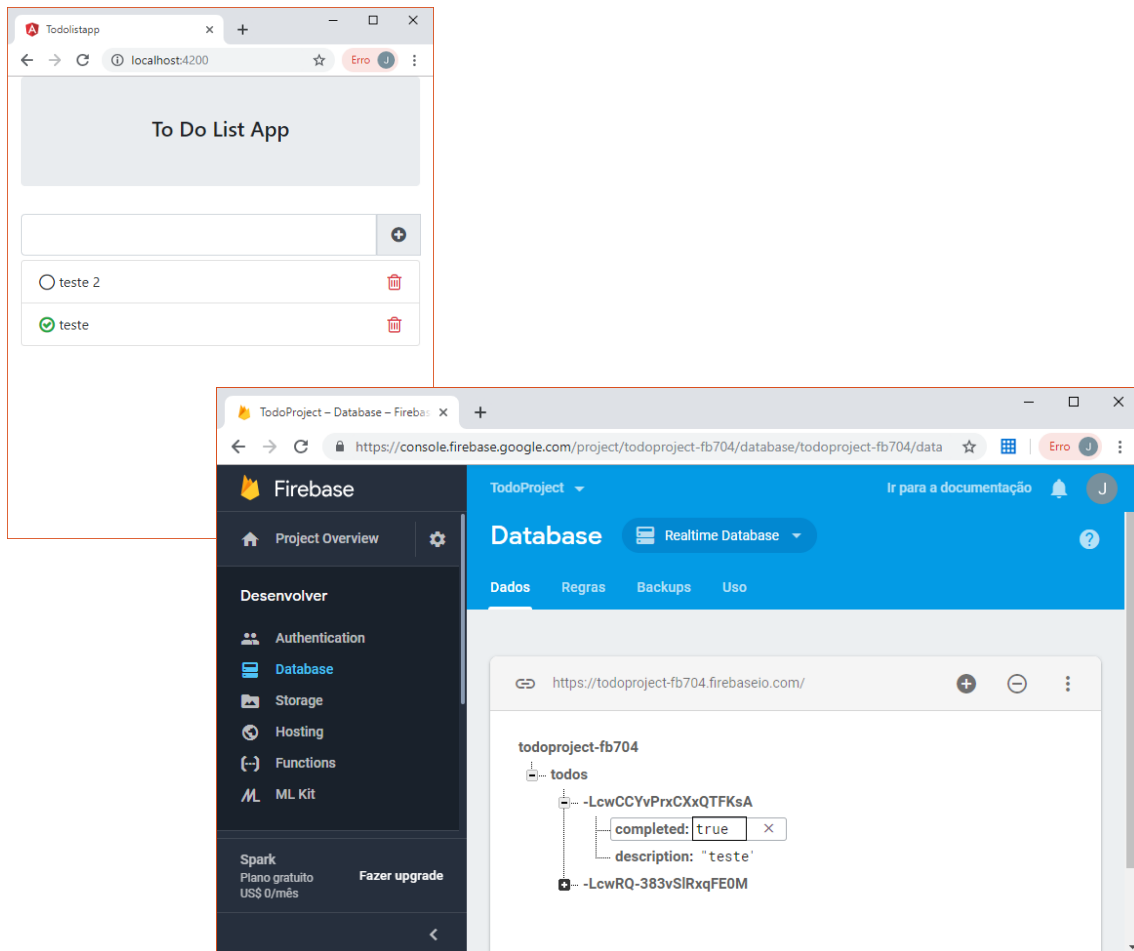 Todolistapp
localhost:4200
Erro J
To Do List App
teste 2
teste
TodoProject – Database – Firebas
https://console.firebase.google.com/project/todoproject-fb704/database/todoproject-fb704/data
Erro J
Firebase
TodoProject
Ir para a documentação
J
Project Overview
Database
Realtime Database
?
Dados Regras Backups Uso
Desenvolver
Authentication
Database
Storage
Hosting
Functions
ML Kit
Spark
Plano gratuito
US$ 0/mês
Fazer upgrade
https://todoproject-fb704.firebaseio.com/
todoproject-fb704
todos
-LcwCCYvPrxCXxQTFKsA
completed: true
description: "teste"
-LcwRQ-383vSlRxqFE0M